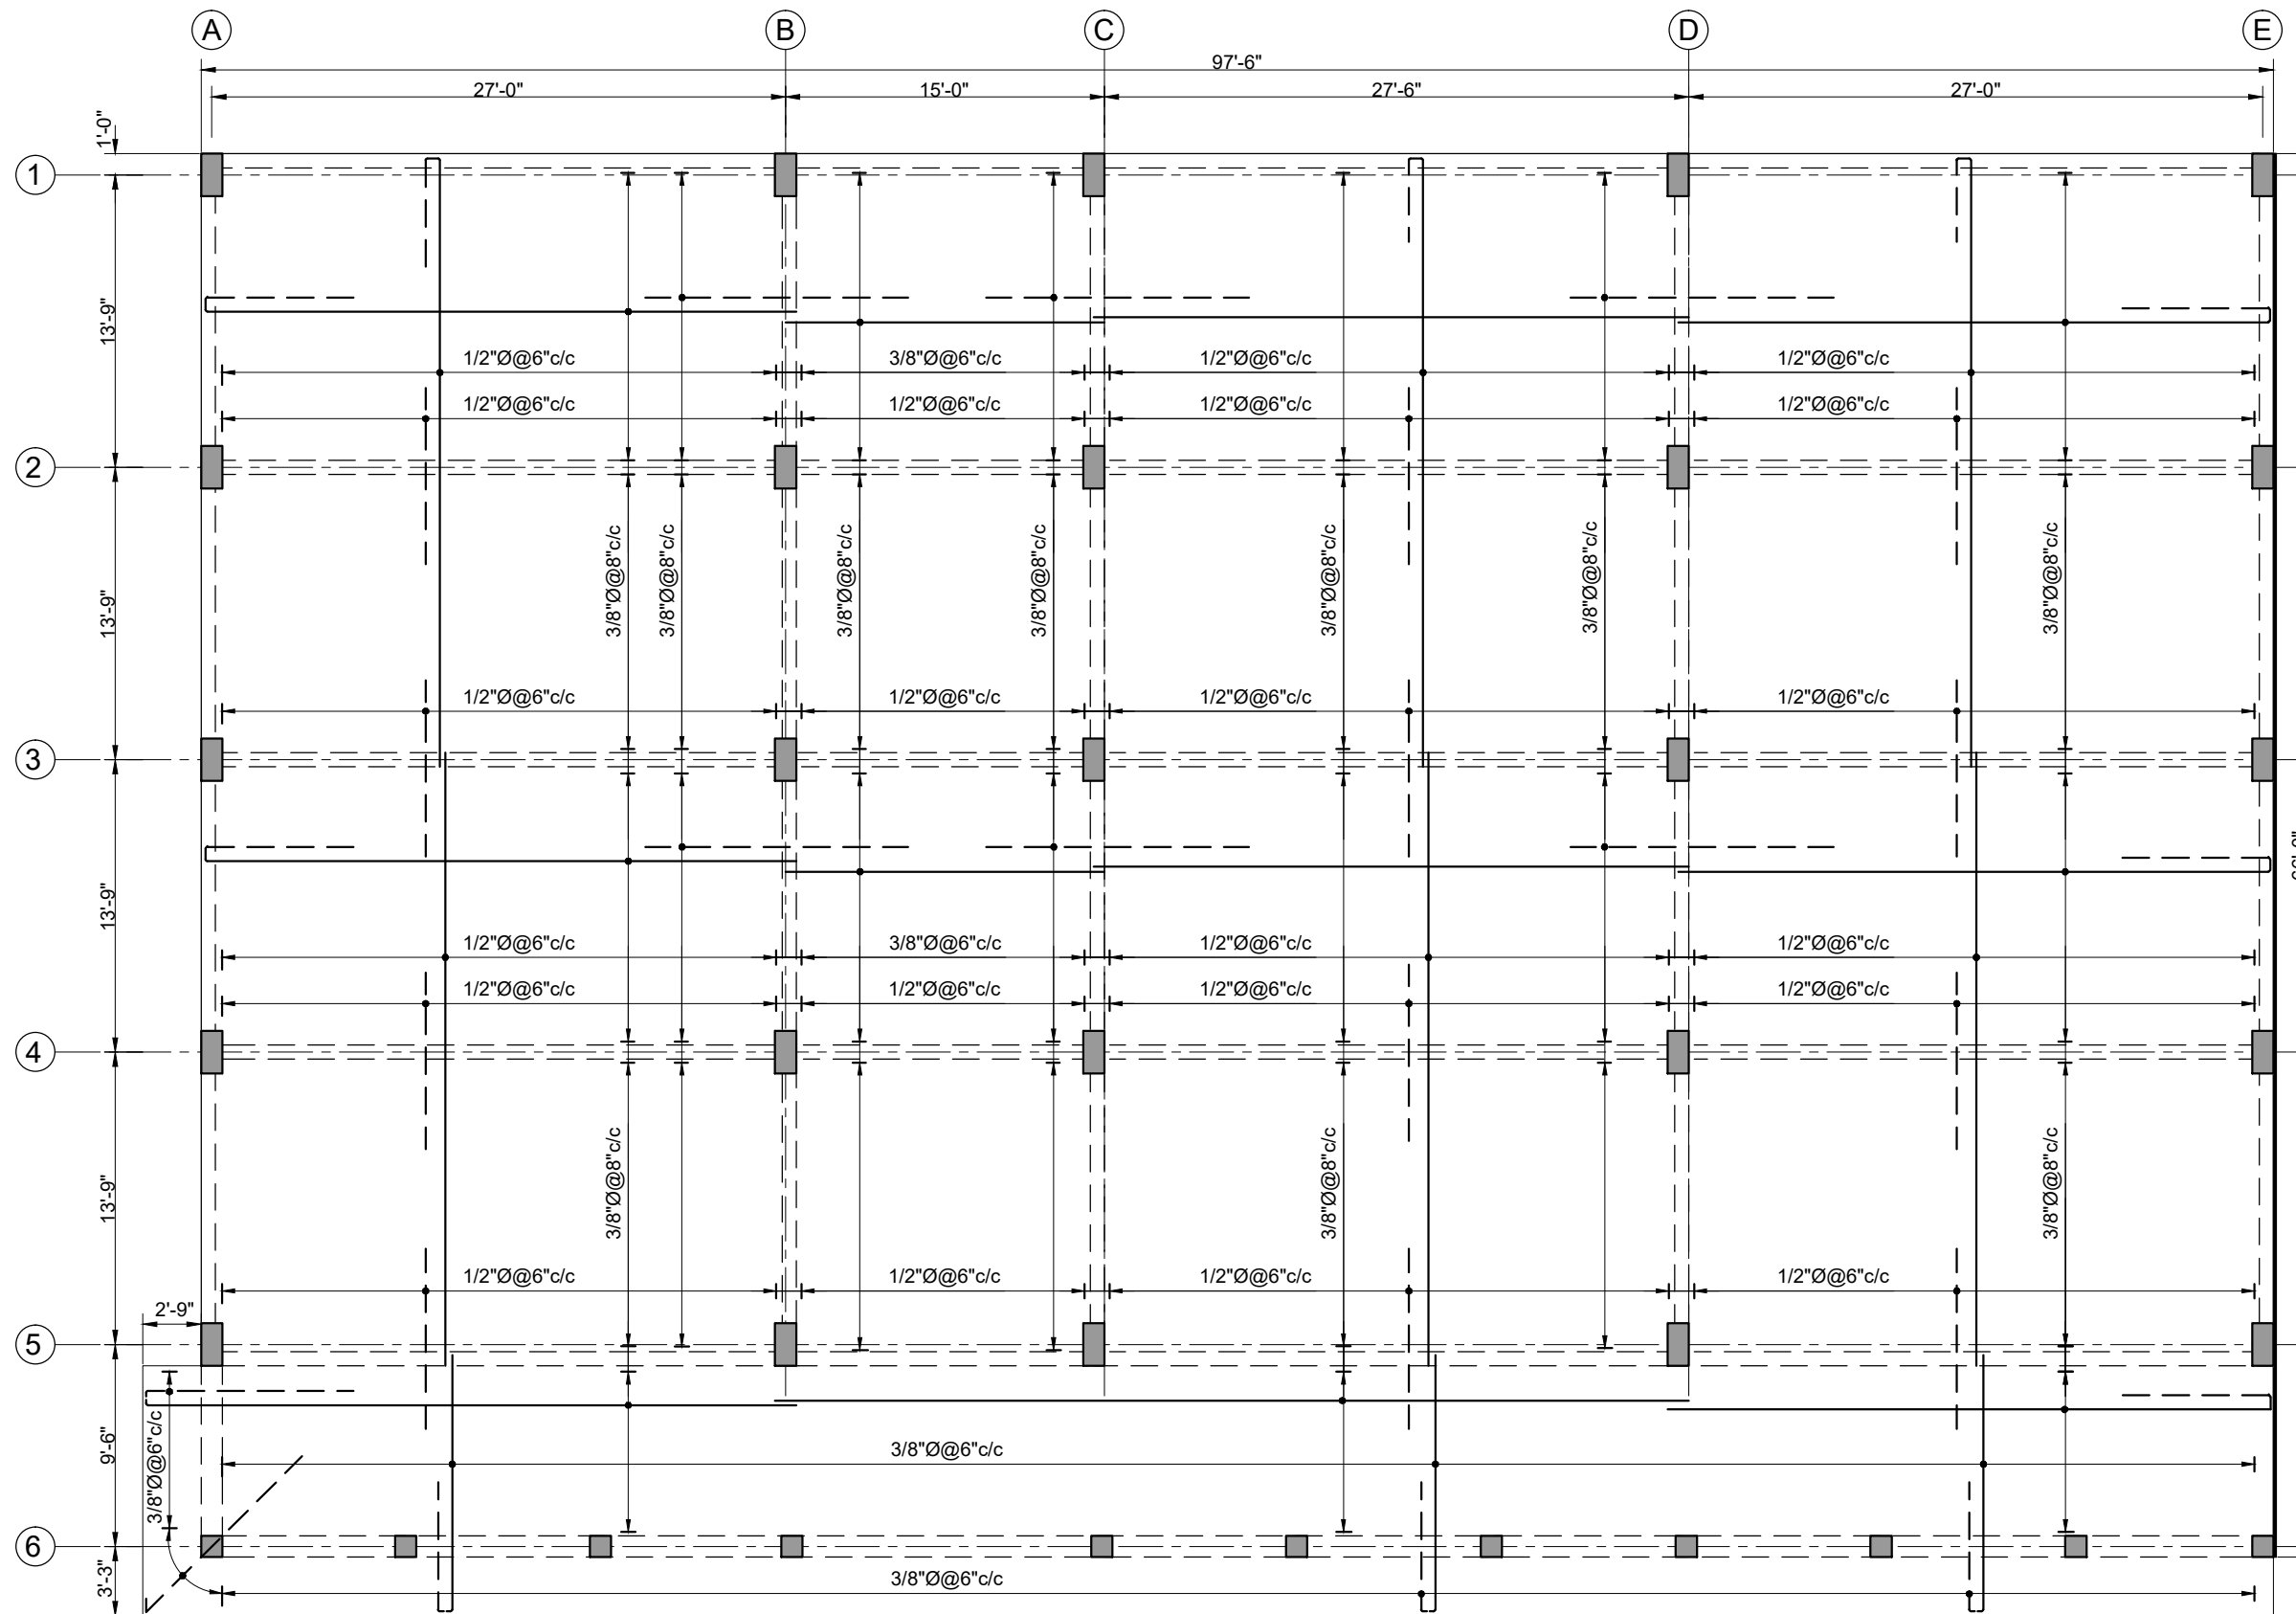 A B C D E
97'-6"
27'-0" 15'-0" 27'-6" 27'-0"
1'-0"
1
13'-9"
1/2"Ø@6"c/c 3/8"Ø@6"c/c 1/2"Ø@6"c/c 1/2"Ø@6"c/c
1/2"Ø@6"c/c 1/2"Ø@6"c/c 1/2"Ø@6"c/c 1/2"Ø@6"c/c
2
13'-9"
3/8"Ø@8"c/c 3/8"Ø@8"c/c 3/8"Ø@8"c/c 3/8"Ø@8"c/c 3/8"Ø@8"c/c 3/8"Ø@8"c/c 3/8"Ø@8"c/c
1/2"Ø@6"c/c 1/2"Ø@6"c/c 1/2"Ø@6"c/c 1/2"Ø@6"c/c
3
13'-9"
1/2"Ø@6"c/c 3/8"Ø@6"c/c 1/2"Ø@6"c/c 1/2"Ø@6"c/c
1/2"Ø@6"c/c 1/2"Ø@6"c/c 1/2"Ø@6"c/c 1/2"Ø@6"c/c
4
13'-9"
3/8"Ø@8"c/c 3/8"Ø@8"c/c 3/8"Ø@8"c/c
1/2"Ø@6"c/c 1/2"Ø@6"c/c 1/2"Ø@6"c/c 1/2"Ø@6"c/c
2'-9"
5
9'-6"
3/8"Ø@6"c/c
3/8"Ø@6"c/c
6
3'-3"
3/8"Ø@6"c/c